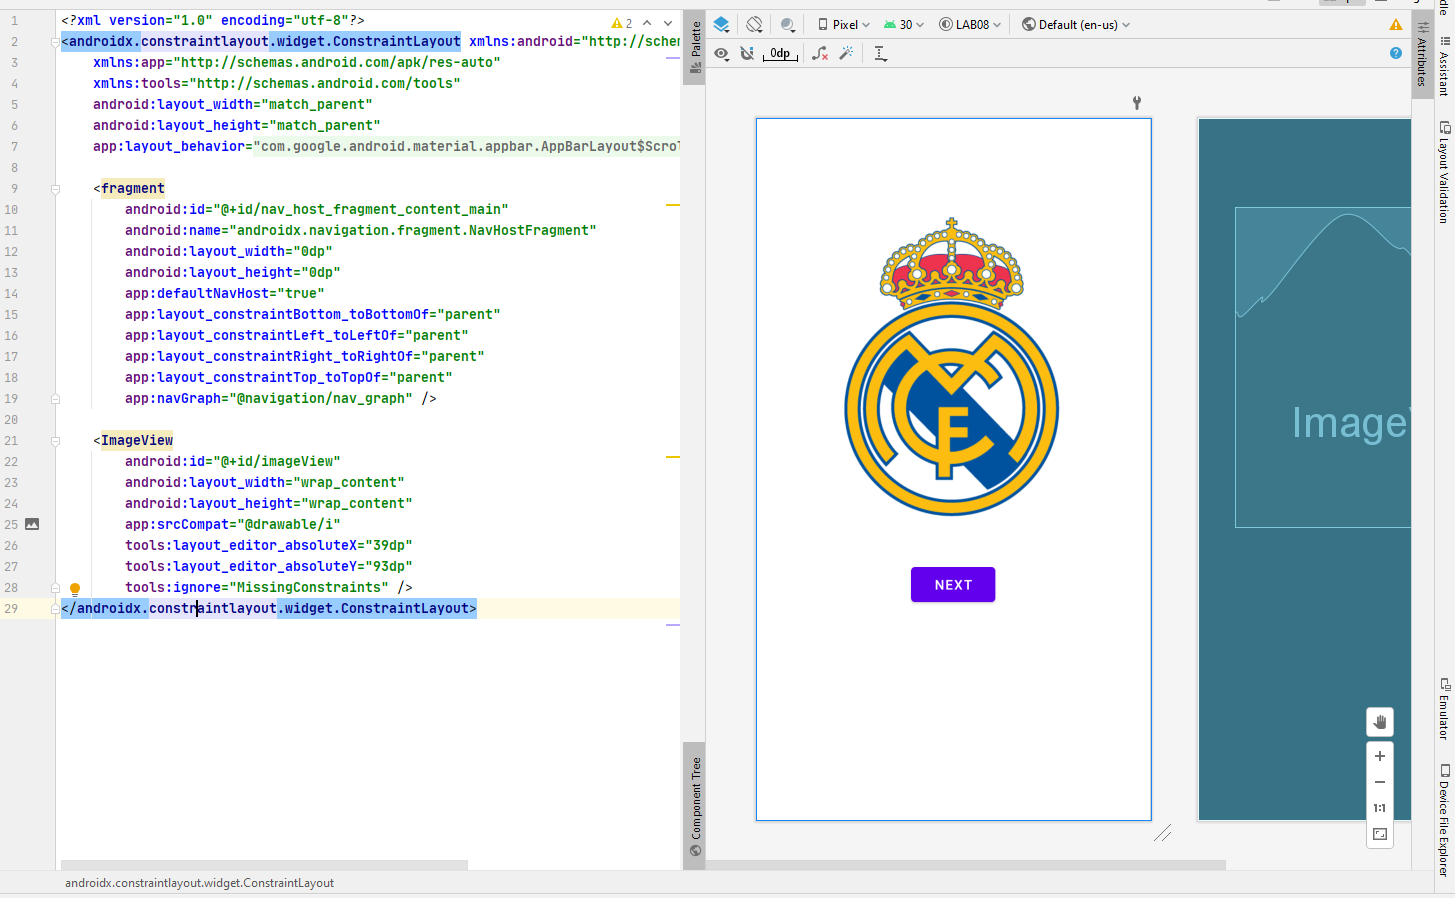 1 <?xml version="1.0" encoding="utf-8"?>
2 <androidx.constraintlayout.widget.ConstraintLayout xmlns:android="http://schem
3 xmlns:app="http://schemas.android.com/apk/res-auto"
4 xmlns:tools="http://schemas.android.com/tools"
5 android:layout_width="match_parent"
6 android:layout_height="match_parent"
7 app:layout_behavior="com.google.android.material.appbar.AppBarLayout$Scrol
8
9 <fragment
10 android:id="@+id/nav_host_fragment_content_main"
11 android:name="androidx.navigation.fragment.NavHostFragment"
12 android:layout_width="0dp"
13 android:layout_height="0dp"
14 app:defaultNavHost="true"
15 app:layout_constraintBottom_toBottomOf="parent"
16 app:layout_constraintLeft_toLeftOf="parent"
17 app:layout_constraintRight_toRightOf="parent"
18 app:layout_constraintTop_toTopOf="parent"
19 app:navGraph="@navigation/nav_graph" />
20
21 <ImageView
22 android:id="@+id/imageView"
23 android:layout_width="wrap_content"
24 android:layout_height="wrap_content"
25 app:srcCompat="@drawable/i"
26 tools:layout_editor_absoluteX="39dp"
27 tools:layout_editor_absoluteY="93dp"
28 tools:ignore="MissingConstraints" />
29 </androidx.constraintlayout.widget.ConstraintLayout>
2
androidx.constraintlayout.widget.ConstraintLayout
Palette
Component Tree
Pixel 30 LAB08 Default (en-us)
0dp
NEXT
Image
1:1
Attributes
Assistant
Layout Validation
Emulator
Device File Explorer